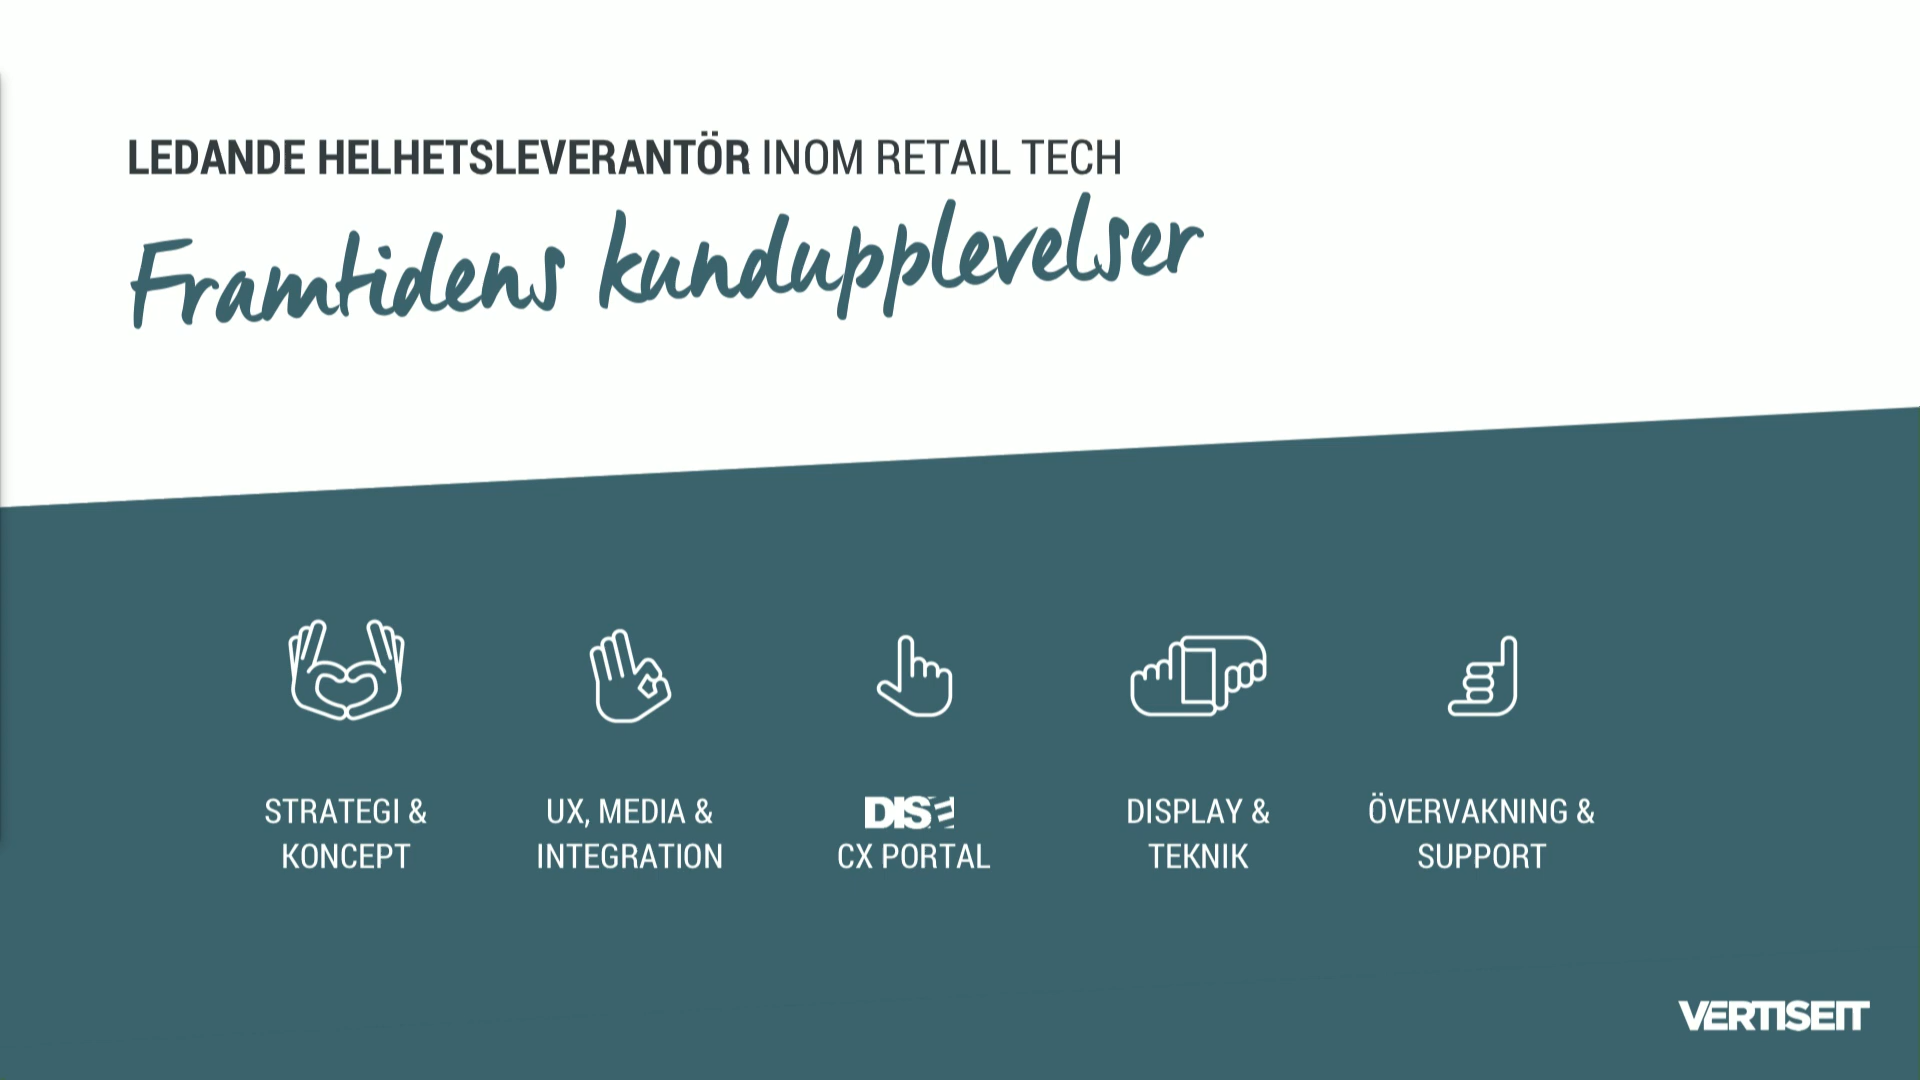 LEDANDE HELHETSLEVERANTÖR INOM RETAIL TECH
Framtidens kundupplevelser
STRATEGI &
KONCEPT
UX, MEDIA &
INTEGRATION
DISE
CX PORTAL
DISPLAY &
TEKNIK
ÖVERVAKNING &
SUPPORT
VERTISEIT